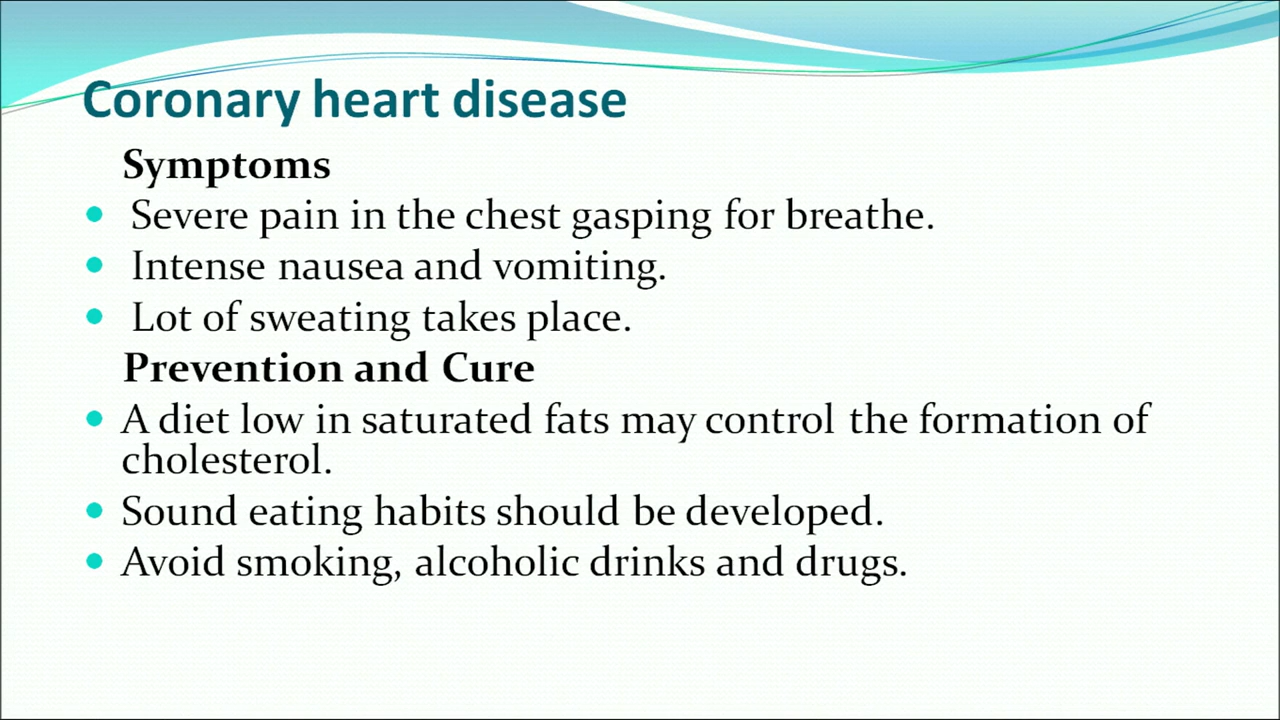 Coronary heart disease
Symptoms
• Severe pain in the chest gasping for breathe.
• Intense nausea and vomiting.
• Lot of sweating takes place.
Prevention and Cure
• A diet low in saturated fats may control the formation of
cholesterol.
• Sound eating habits should be developed.
• Avoid smoking, alcoholic drinks and drugs.